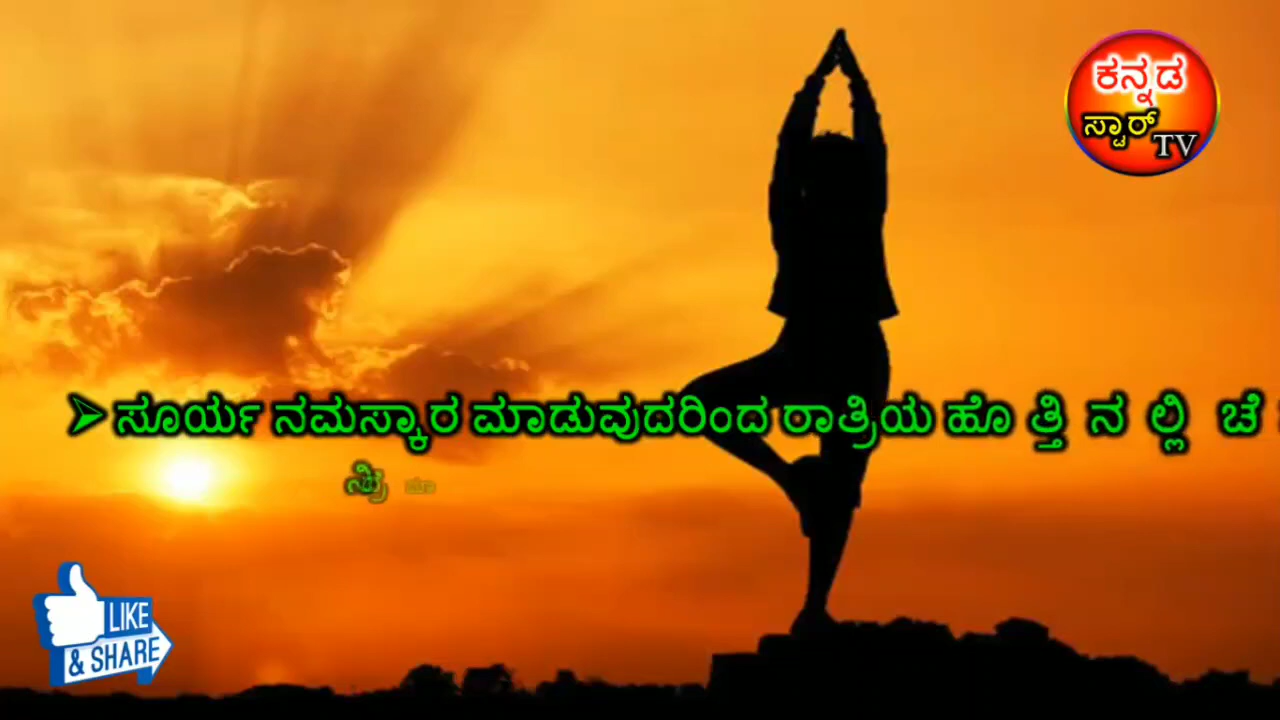 ಕನ್ನಡ
ಸ್ಟಾರ್
TV
➤ಸೂರ್ಯ ನಮಸ್ಕಾರ ಮಾಡುವುದರಿಂದ ರಾತ್ರಿಯ ಹೊತ್ತಿನಲ್ಲಿ ಚೆ
LIKE
& SHARE